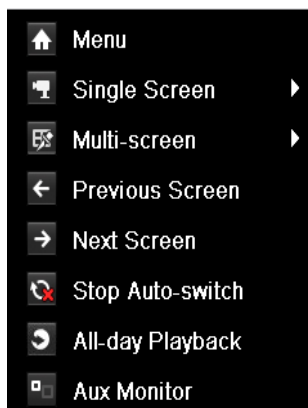 Menu
Single Screen
Multi-screen
Previous Screen
Next Screen
Stop Auto-switch
All-day Playback
Aux Monitor